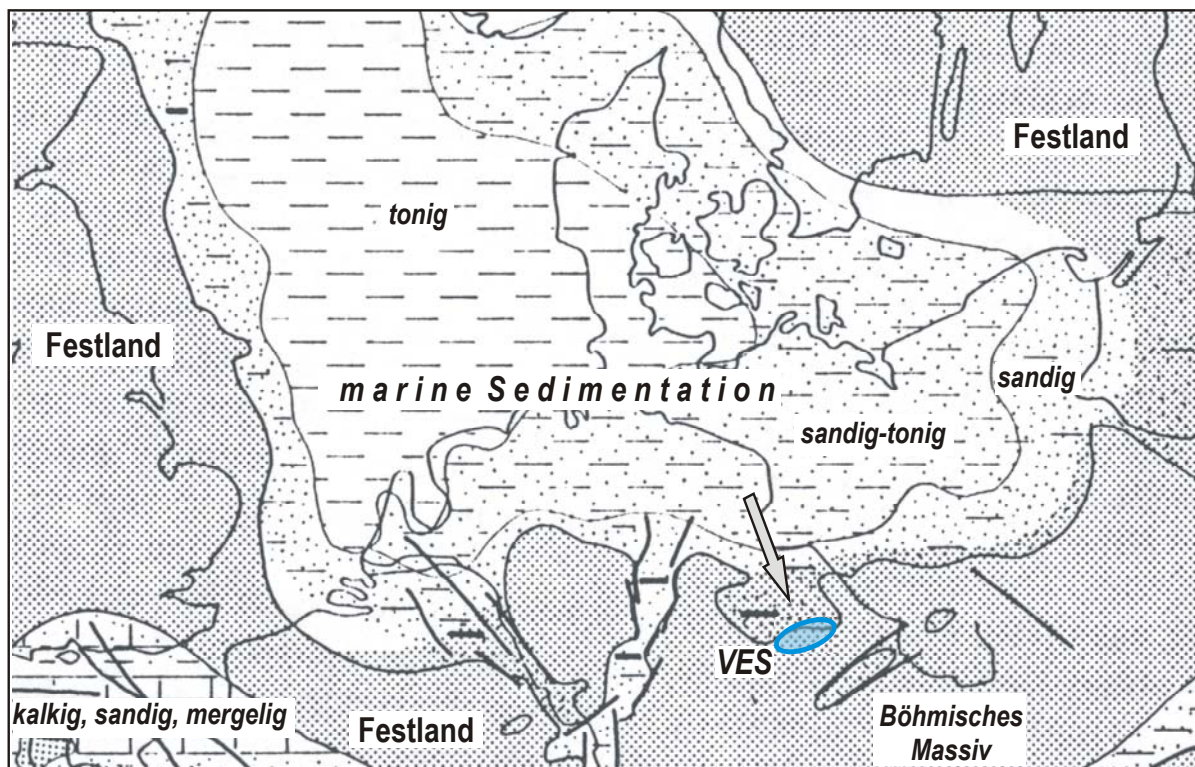 Festland
tonig
Festland
marine Sedimentation
sandig
sandig-tonig
VES
kalkig, sandig, mergelig
Festland
Böhmisches
Massiv